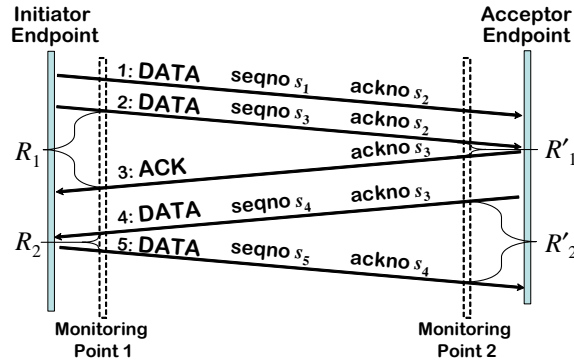 Initiator
Endpoint
Acceptor
Endpoint
1: DATA seqno s₁ ackno s₂
2: DATA seqno s₃ ackno s₂
R₁
R'₁
ackno s₃
3: ACK
4: DATA seqno s₄ ackno s₃
R₂
R'₂
5: DATA seqno s₅ ackno s₄
Monitoring
Point 1
Monitoring
Point 2